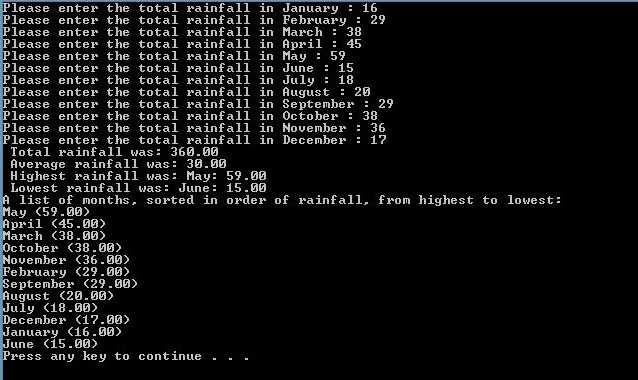 Please enter the total rainfall in January : 16
Please enter the total rainfall in February : 29
Please enter the total rainfall in March : 38
Please enter the total rainfall in April : 45
Please enter the total rainfall in May : 59
Please enter the total rainfall in June : 15
Please enter the total rainfall in July : 18
Please enter the total rainfall in August : 20
Please enter the total rainfall in September : 29
Please enter the total rainfall in October : 38
Please enter the total rainfall in November : 36
Please enter the total rainfall in December : 17
Total rainfall was: 360.00
Average rainfall was: 30.00
Highest rainfall was: May: 59.00
Lowest rainfall was: June: 15.00
A list of months, sorted in order of rainfall, from highest to lowest:
May (59.00)
April (45.00)
March (38.00)
October (38.00)
November (36.00)
February (29.00)
September (29.00)
August (20.00)
July (18.00)
December (17.00)
January (16.00)
June (15.00)
Press any key to continue . . .